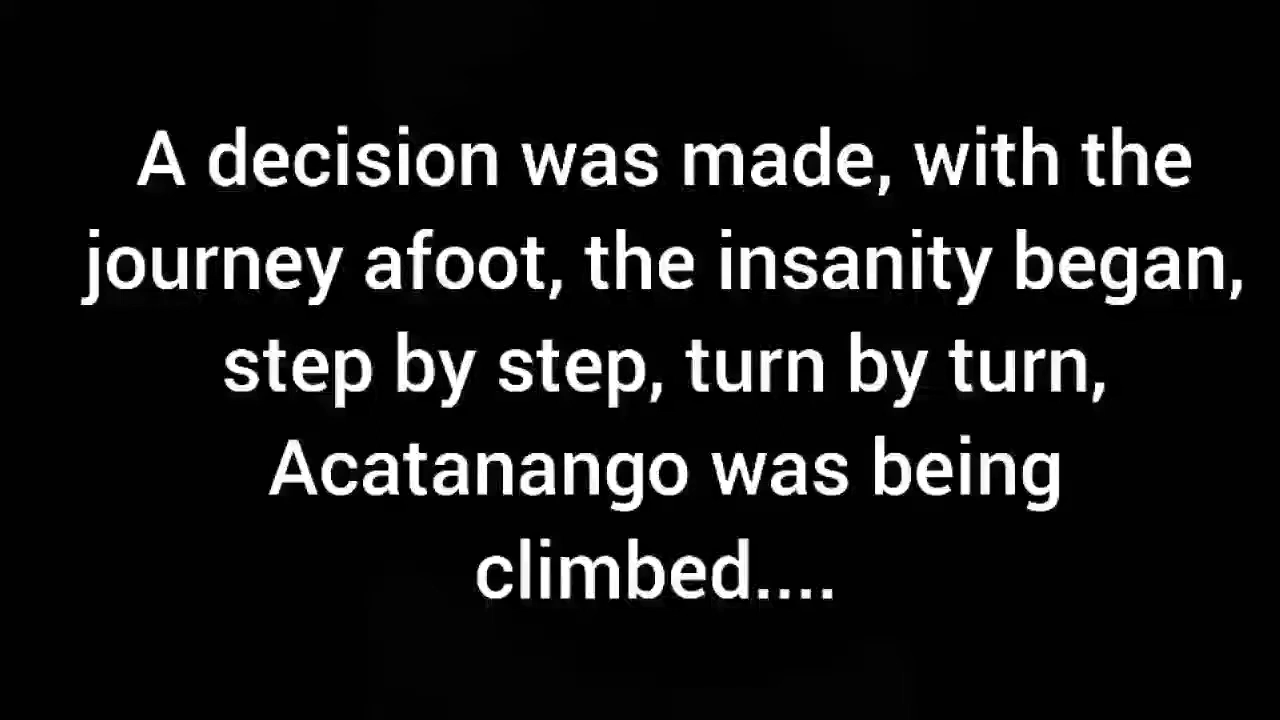 A decision was made, with the
journey afoot, the insanity began,
step by step, turn by turn,
Acatanango was being
climbed....